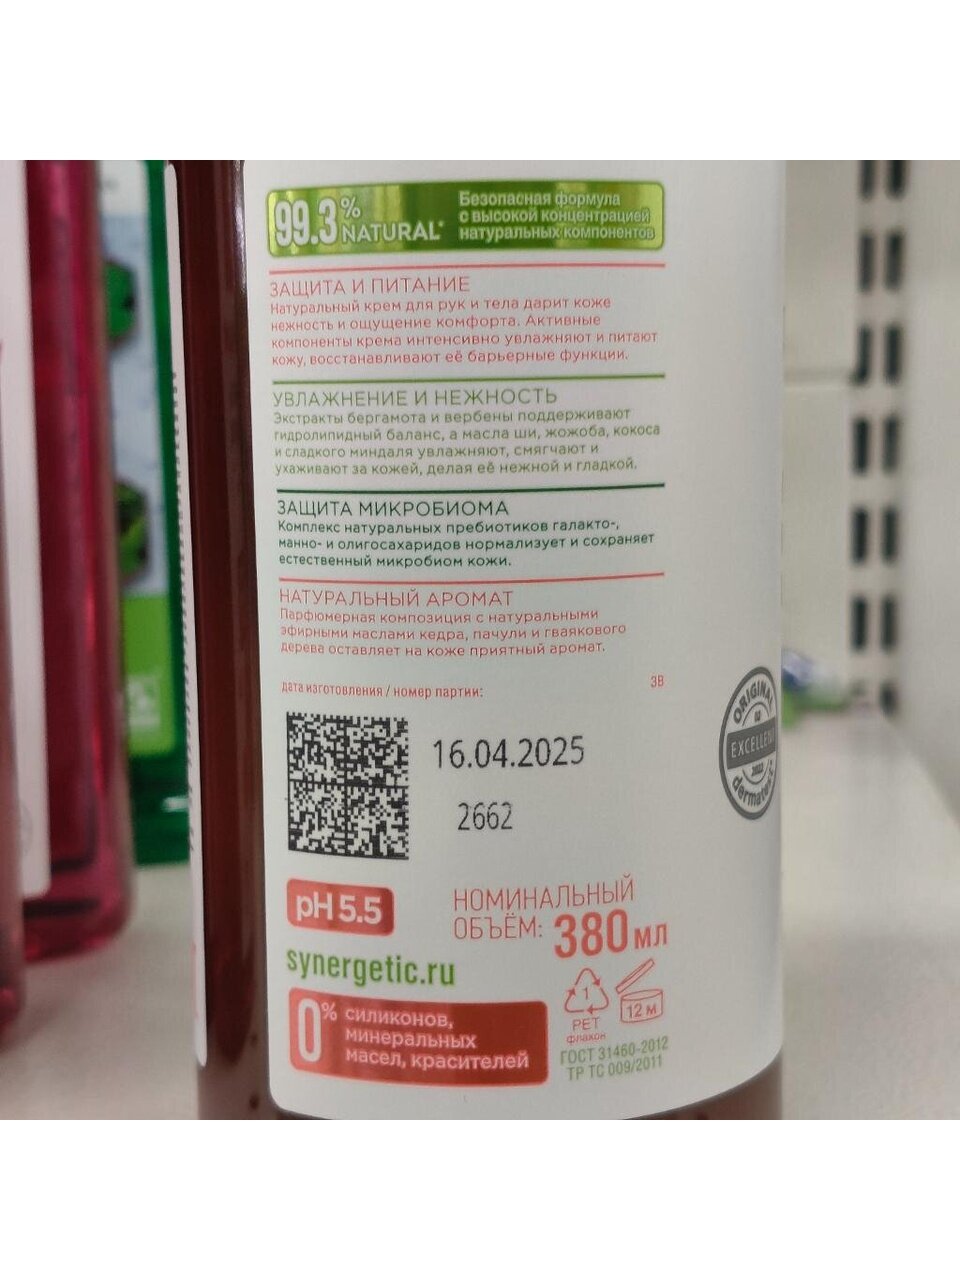 99.3% NATURAL*
Безопасная формула
с высокой концентрацией
натуральных компонентов
ЗАЩИТА И ПИТАНИЕ
Натуральный крем для рук и тела дарит коже
нежность и ощущение комфорта. Активные
компоненты крема интенсивно увлажняют и питают
кожу, восстанавливают её барьерные функции.
УВЛАЖНЕНИЕ И НЕЖНОСТЬ
Экстракты бергамота и вербены поддерживают
гидролипидный баланс, а масла ши, жожоба, кокоса
и сладкого миндаля увлажняют, смягчают и
ухаживают за кожей, делая её нежной и гладкой.
ЗАЩИТА МИКРОБИОМА
Комплекс натуральных пребиотиков галакто-,
манно- и олигосахаридов нормализует и сохраняет
естественный микробиом кожи.
НАТУРАЛЬНЫЙ АРОМАТ
Парфюмерная композиция с натуральными
эфирными маслами кедра, пачули и гваякового
дерева оставляет на коже приятный аромат.
дата изготовления / номер партии:
3В
16.04.2025
2662
ORIGINAL
EXCELLEN
dermates
pH 5.5
НОМИНАЛЬНЫЙ
ОБЪЁМ: 380 мл
synergetic.ru
0% силиконов,
минеральных
масел, красителей
1
PET
флакон
12 м
ГОСТ 31460-2012
ТР ТС 009/2011